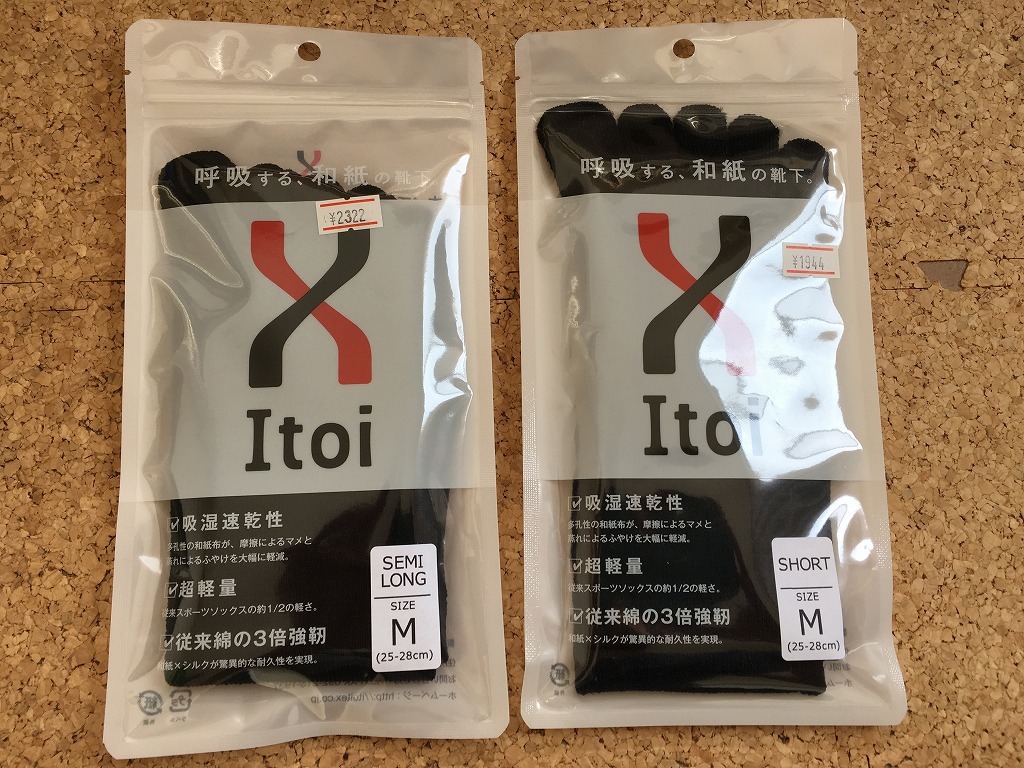 呼吸する、和紙の靴下
¥2322
Itoi
吸湿速乾性
多孔性の和紙布が、摩擦によるマメと
蒸れによるふやけを大幅に軽減。
超軽量
従来スポーツソックスの約1/2の軽さ。
従来綿の3倍強靭
和紙×シルクが驚異的な耐久性を実現。
SEMI
LONG
SIZE
M
(25-28cm)
呼吸する、和紙の靴下。
¥1944
Itoi
吸湿速乾性
多孔性の和紙布が、摩擦によるマメと
蒸れによるふやけを大幅に軽減。
超軽量
従来スポーツソックスの約1/2の軽さ。
従来綿の3倍強靭
和紙×シルクが驚異的な耐久性を実現。
SHORT
SIZE
M
(25-28cm)